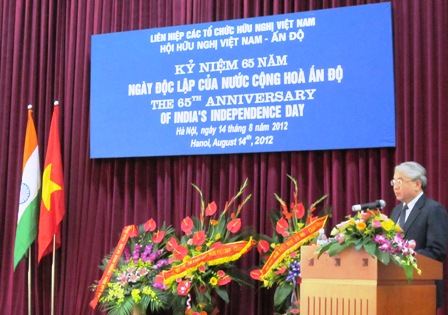 LIÊN HIỆP CÁC TỔ CHỨC HỮU NGHỊ VIỆT NAM
HỘI HỮU NGHỊ VIỆT NAM - ẤN ĐỘ
KỶ NIỆM 65 NĂM
NGÀY ĐỘC LẬP CỦA NƯỚC CỘNG HOÀ ẤN ĐỘ
THE 65TH ANNIVERSARY
OF INDIA'S INDEPENDENCE DAY
Hà Nội, ngày 14 tháng 8 năm 2012
Hanoi, August 14th, 2012